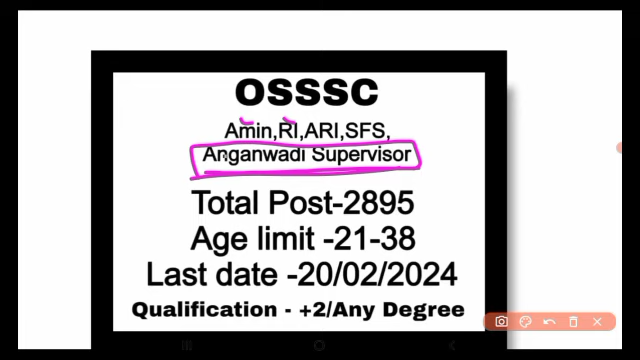 OSSSC
Amin,RI,ARI,SFS,
Anganwadi Supervisor
Total Post-2895
Age limit -21-38
Last date -20/02/2024
Qualification - +2/Any Degree